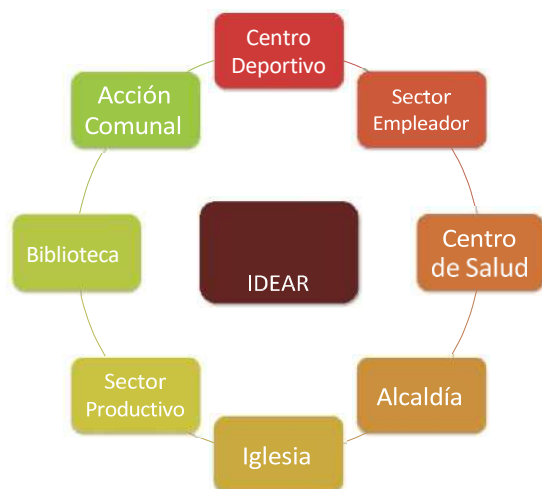 Centro
Deportivo
Sector
Empleador
Centro
de Salud
Alcaldía
Iglesia
Sector
Productivo
Biblioteca
Acción
Comunal
IDEAR